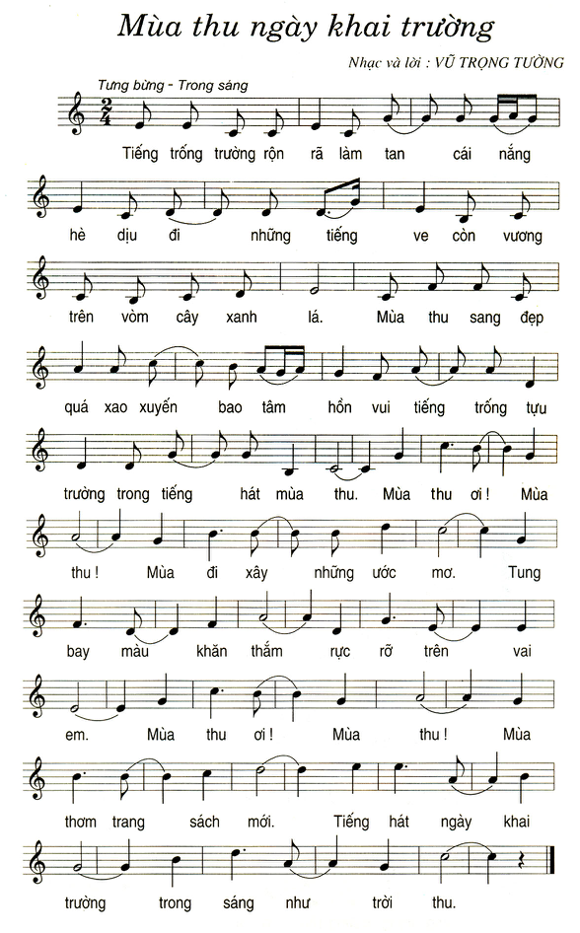 Mùa thu ngày khai trường
Nhạc và lời : VŨ TRỌNG TƯỜNG
Tưng bừng - Trong sáng
2
4
Tiếng trống trường rộn rã làm tan cái nắng
hè dịu đi những tiếng ve còn vương
trên vòm cây xanh lá. Mùa thu sang đẹp
quá xao xuyến bao tâm hồn vui tiếng trống tựu
trường trong tiếng hát mùa thu. Mùa thu ơi ! Mùa
thu ! Mùa đi xây những ước mơ. Tung
bay màu khăn thắm rực rỡ trên vai
em. Mùa thu ơi ! Mùa thu ! Mùa
thơm trang sách mới. Tiếng hát ngày khai
trường trong sáng như trời thu.